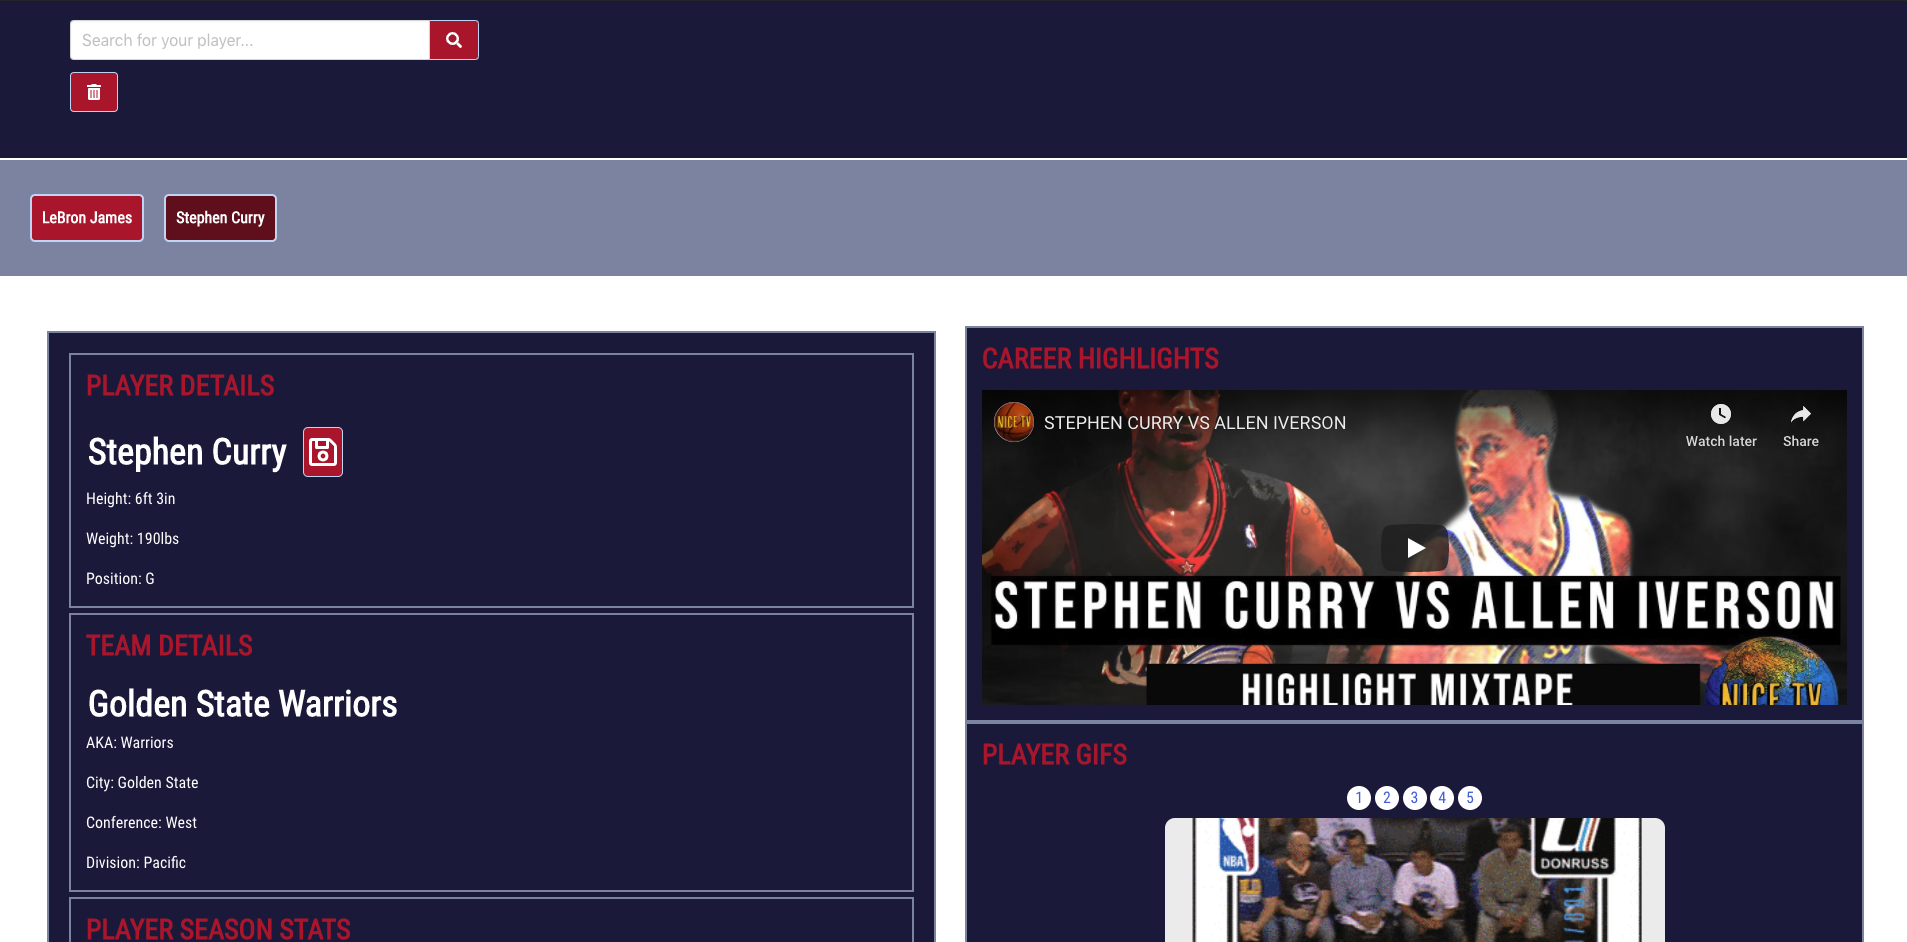 Search for your player...
LeBron James
Stephen Curry
PLAYER DETAILS
Stephen Curry
Height: 6ft 3in
Weight: 190lbs
Position: G
TEAM DETAILS
Golden State Warriors
AKA: Warriors
City: Golden State
Conference: West
Division: Pacific
PLAYER SEASON STATS
CAREER HIGHLIGHTS
NICE TV
STEPHEN CURRY VS ALLEN IVERSON
Watch later
Share
STEPHEN CURRY VS ALLEN IVERSON
30
HIGHLIGHT MIXTAPE
NICE TV
PLAYER GIFS
1 2 3 4 5
NBA
DONRUSS